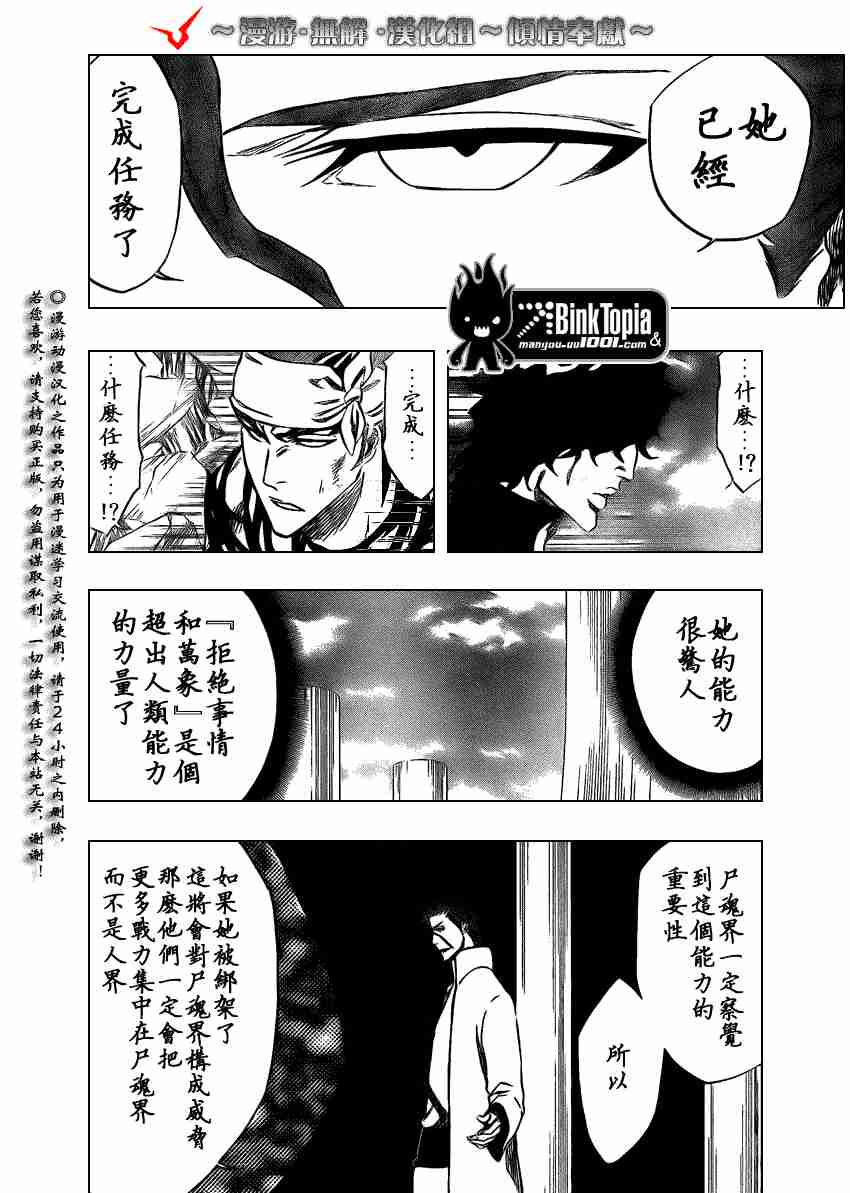 ～漫游·無解·漢化組～傾情奉獻～
她
已經
完成任務了
BinkTopia
&
manyou-uu1001.com
…什麼…!?
…完成…
…什麼任務…!?
她的能力
很驚人
『拒絕事情
和萬象』是個
超出人類能力
的力量了
尸魂界一定察覺
到這個能力的
重要性
所以
如果她被綁架了
這將會對尸魂界構成威脅
那麼他們一定會把
更多戰力集中在尸魂界
而不是人界
◎漫游动漫汉化之作品只为用于漫迷学习交流使用，请于24小时之内删除，
若您喜欢，请支持购买正版，勿盗用谋取私利，一切法律责任与本站无关，谢谢！